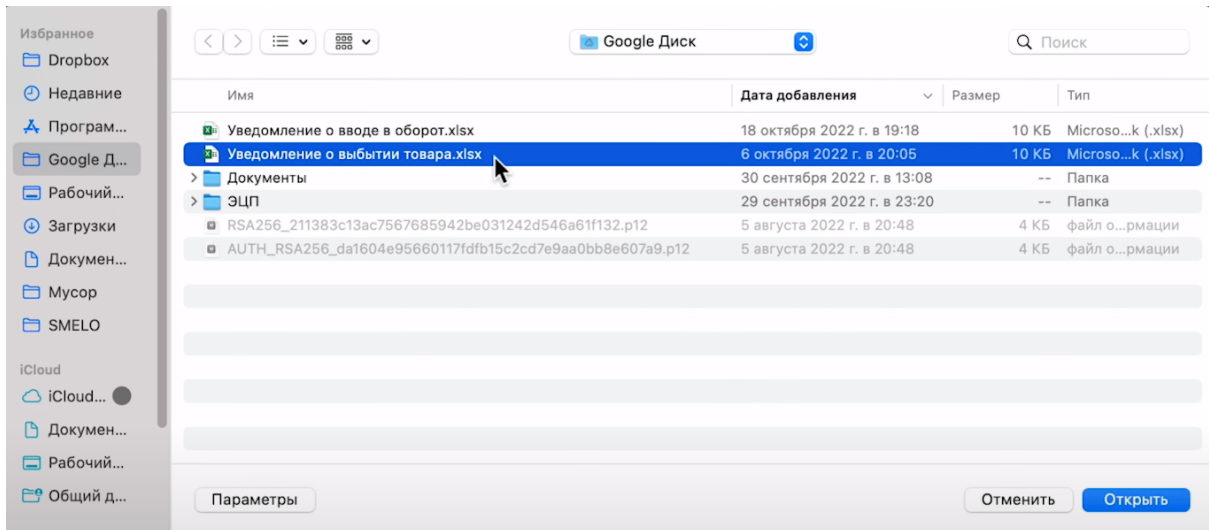 Избранное
Dropbox
Недавние
Програм...
Google Д...
Рабочий...
Загрузки
Докумен...
Мусор
SMELO
iCloud
iCloud...
Докумен...
Рабочий...
Общий д...
Google Диск
Поиск
Имя Дата добавления Размер Тип
Уведомление о вводе в оборот.xlsx 18 октября 2022 г. в 19:18 10 КБ Microso...k (.xlsx)
Уведомление о выбытии товара.xlsx 6 октября 2022 г. в 20:05 10 КБ Microso...k (.xlsx)
Документы 30 сентября 2022 г. в 13:08 -- Папка
ЭЦП 29 сентября 2022 г. в 23:20 -- Папка
RSA256_211383c13ac7567685942be031242d546a61f132.p12 5 августа 2022 г. в 20:48 4 КБ файл о...рмации
AUTH_RSA256_da1604e95660117fdfb15c2cd7e9aa0bb8e607a9.p12 5 августа 2022 г. в 20:48 4 КБ файл о...рмации
Параметры Отменить Открыть